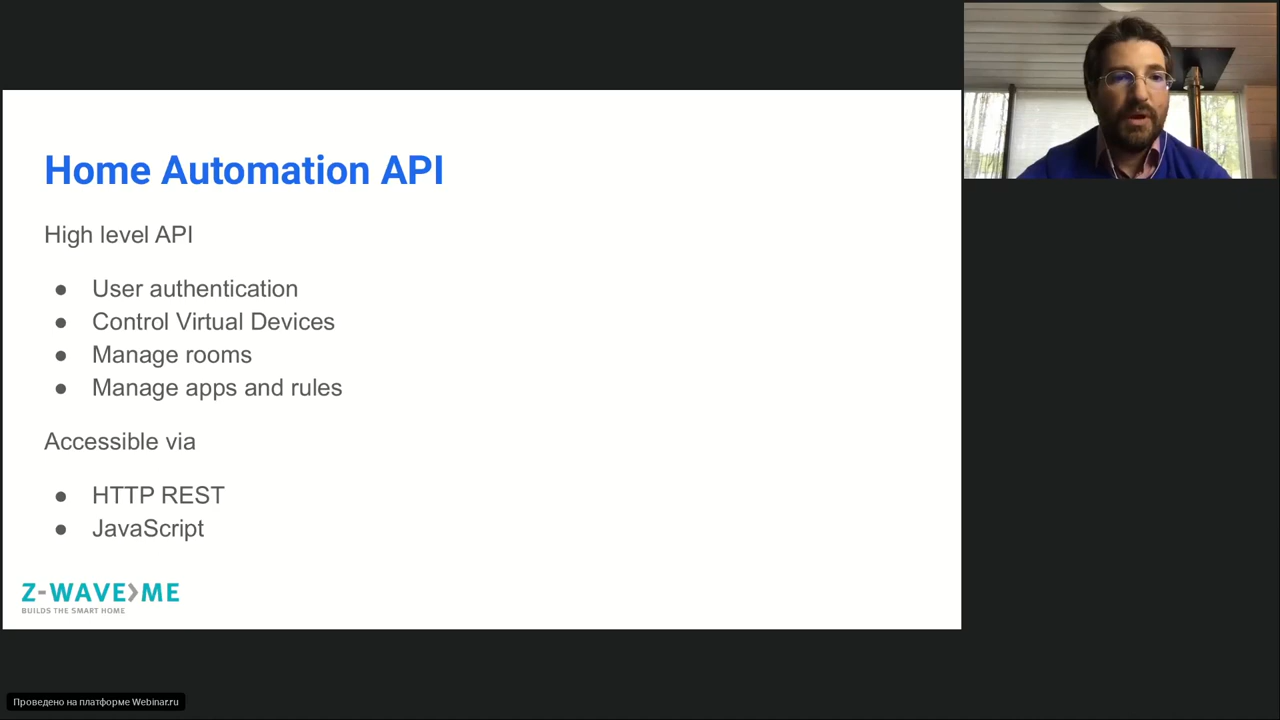 Home Automation API
High level API
● User authentication
● Control Virtual Devices
● Manage rooms
● Manage apps and rules
Accessible via
● HTTP REST
● JavaScript
Z-WAVE>ME
BUILDS THE SMART HOME
Проведено на платформе Webinar.ru